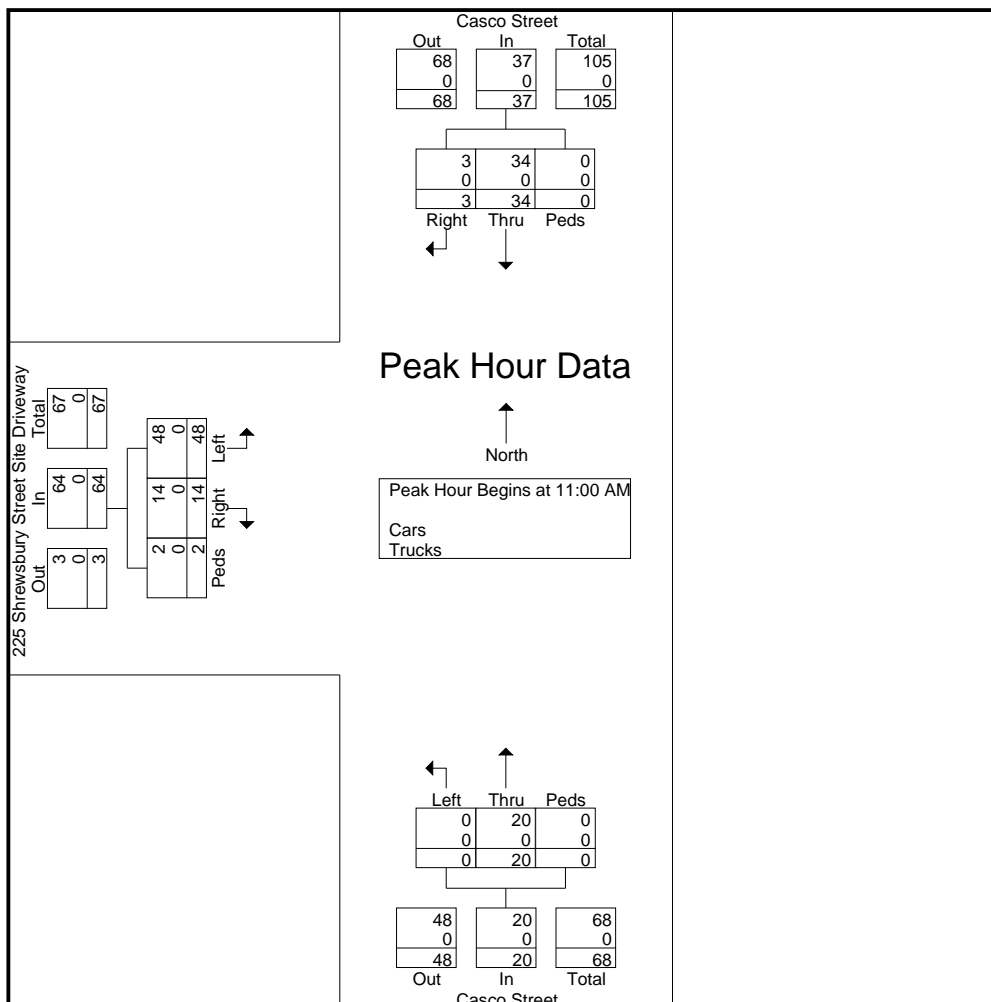 Casco Street
Out In Total
68 37 105
0 0 0
68 37 105
3 34 0
0 0 0
3 34 0
Right Thru Peds
Peak Hour Data
North
Peak Hour Begins at 11:00 AM
Cars
Trucks
225 Shrewsbury Street Site Driveway
Out In Total
3 64 67
0 0 0
3 64 67
2 14 48
0 0 0
2 14 48
Peds Right Left
Left Thru Peds
0 20 0
0 0 0
0 20 0
48 20 68
0 0 0
48 20 68
Out In Total
Casco Street